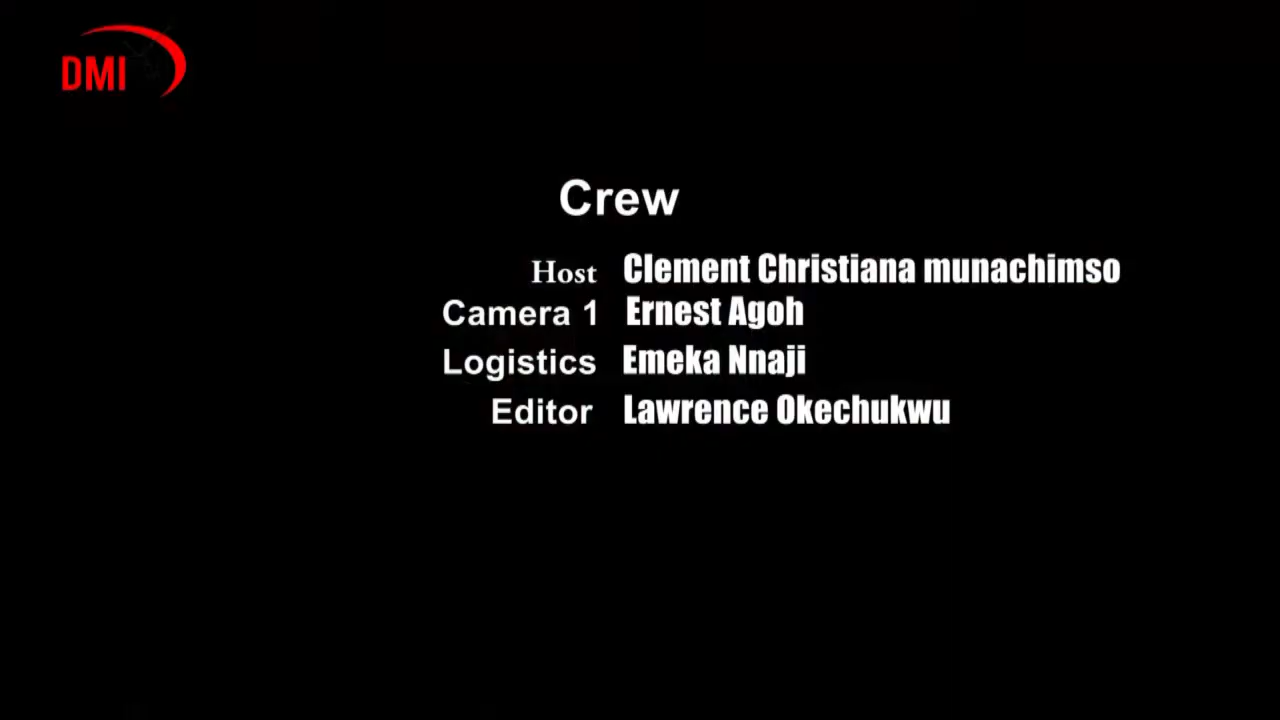 DMI
Crew
Host Clement Christiana munachimso
Camera 1 Ernest Agoh
Logistics Emeka Nnaji
Editor Lawrence Okechukwu